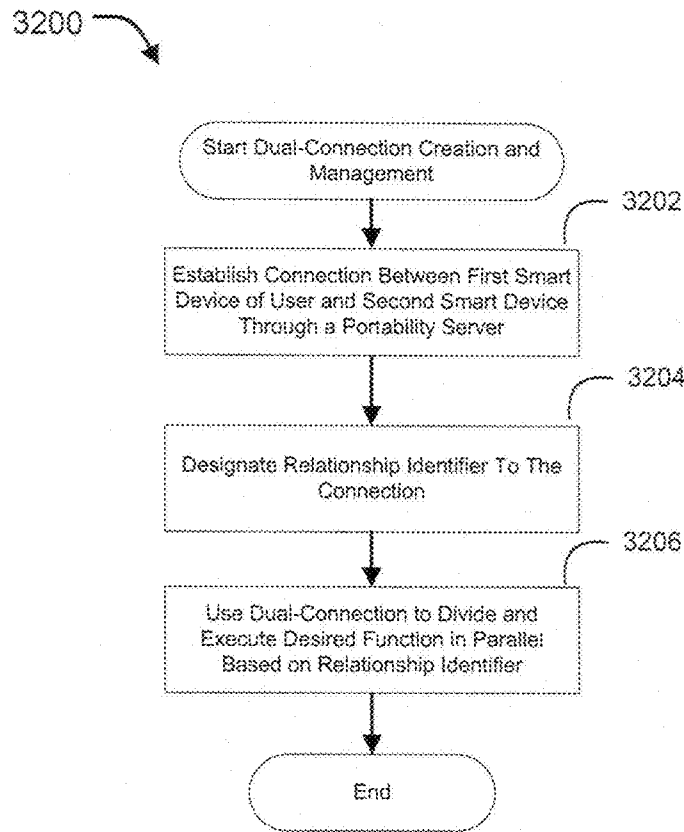 3200
Start Dual-Connection Creation and
Management
3202
Establish Connection Between First Smart
Device of User and Second Smart Device
Through a Portability Server
3204
Designate Relationship Identifier To The
Connection
3206
Use Dual-Connection to Divide and
Execute Desired Function in Parallel
Based on Relationship Identifier
End